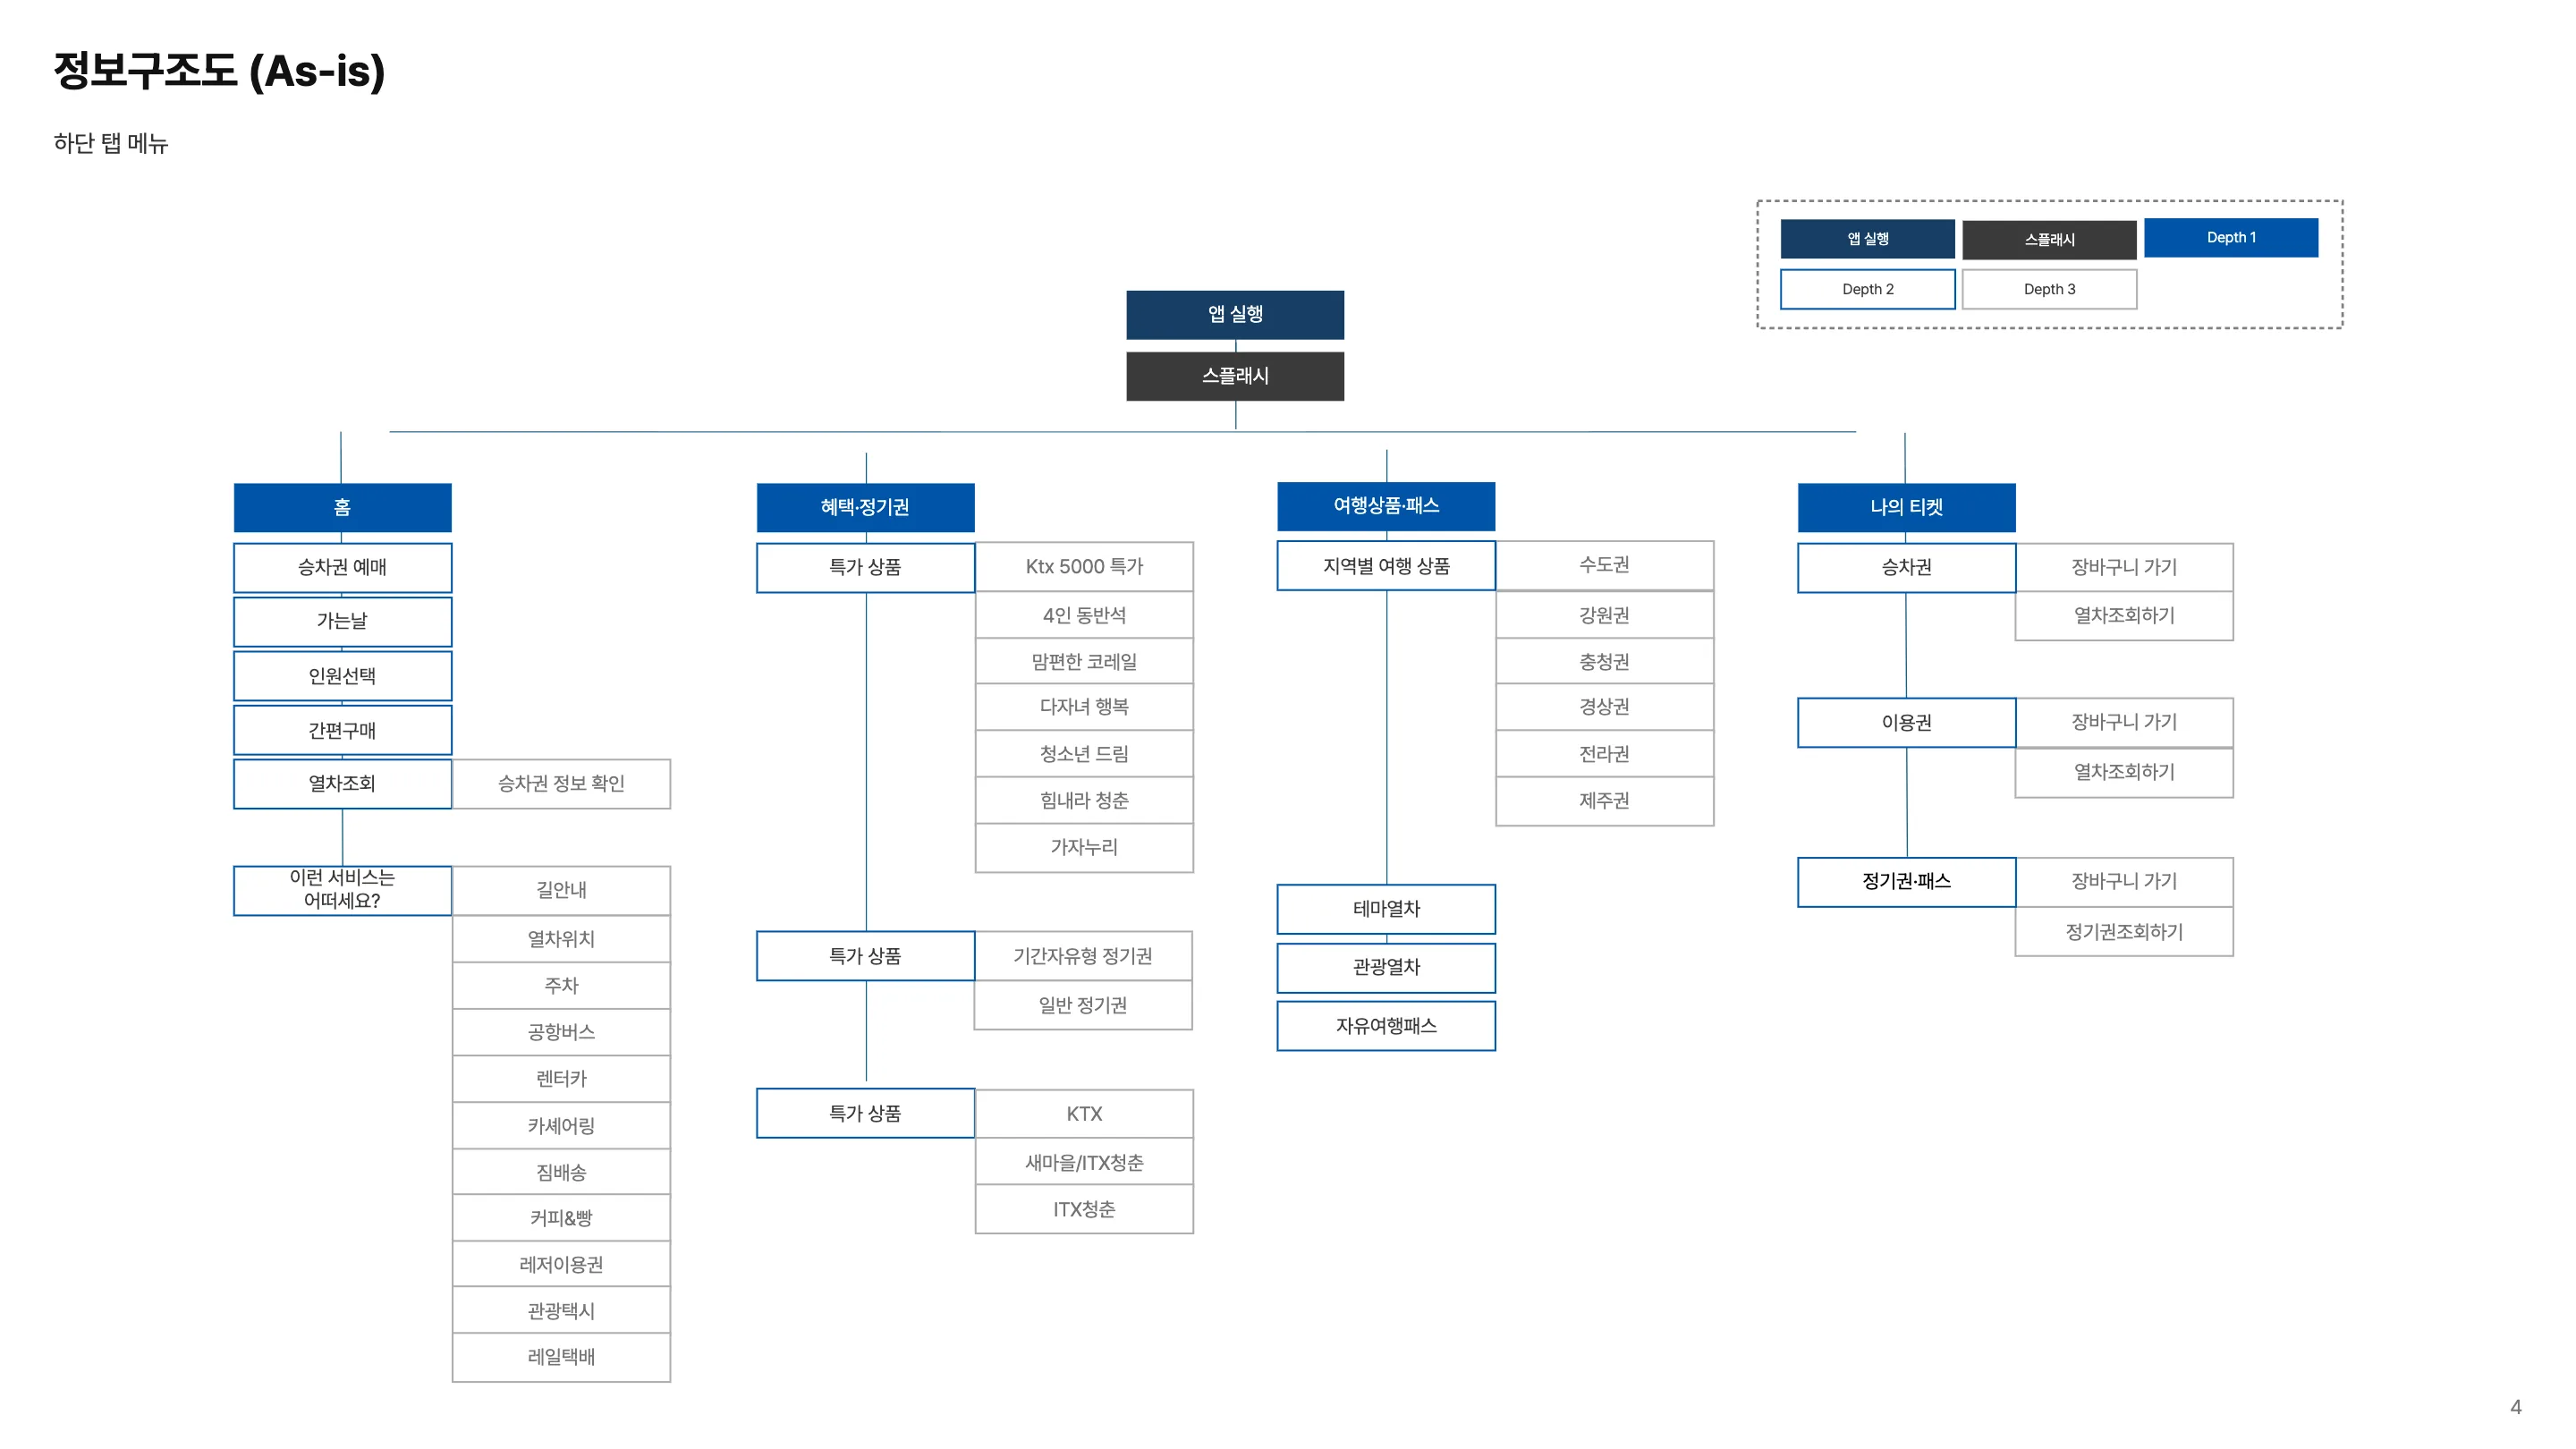 정보구조도 (As-is)
하단 탭 메뉴
앱 실행
스플래시
Depth 1
Depth 2
Depth 3
앱 실행
스플래시
홈
승차권 예매
가는날
인원선택
간편구매
열차조회
승차권 정보 확인
이런 서비스는
어떠세요?
길안내
열차위치
주차
공항버스
렌터카
카셰어링
짐배송
커피&빵
레저이용권
관광택시
레일택배
혜택·정기권
특가 상품
Ktx 5000 특가
4인 동반석
맘편한 코레일
다자녀 행복
청소년 드림
힘내라 청춘
가자누리
특가 상품
기간자유형 정기권
일반 정기권
특가 상품
KTX
새마을/ITX청춘
ITX청춘
여행상품·패스
지역별 여행 상품
수도권
강원권
충청권
경상권
전라권
제주권
테마열차
관광열차
자유여행패스
나의 티켓
승차권
장바구니 가기
열차조회하기
이용권
장바구니 가기
열차조회하기
정기권·패스
장바구니 가기
정기권조회하기
4